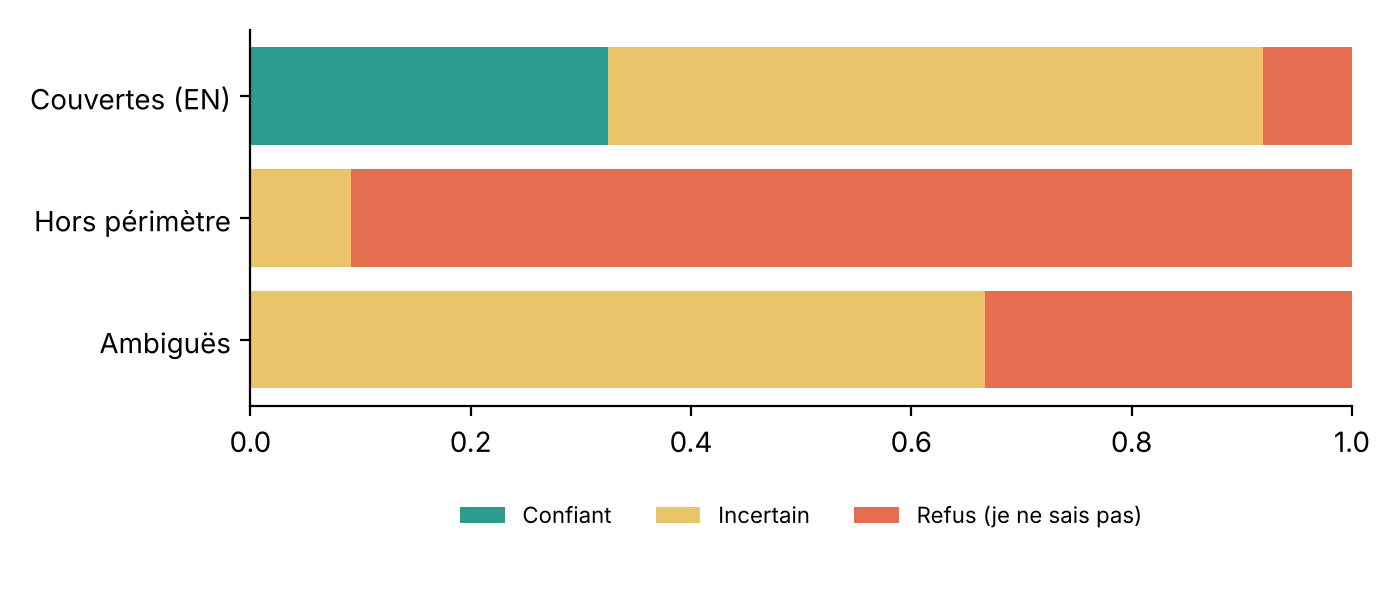 Couvertes (EN)
Hors périmètre
Ambiguës
0.0 0.2 0.4 0.6 0.8 1.0
Confiant Incertain Refus (je ne sais pas)